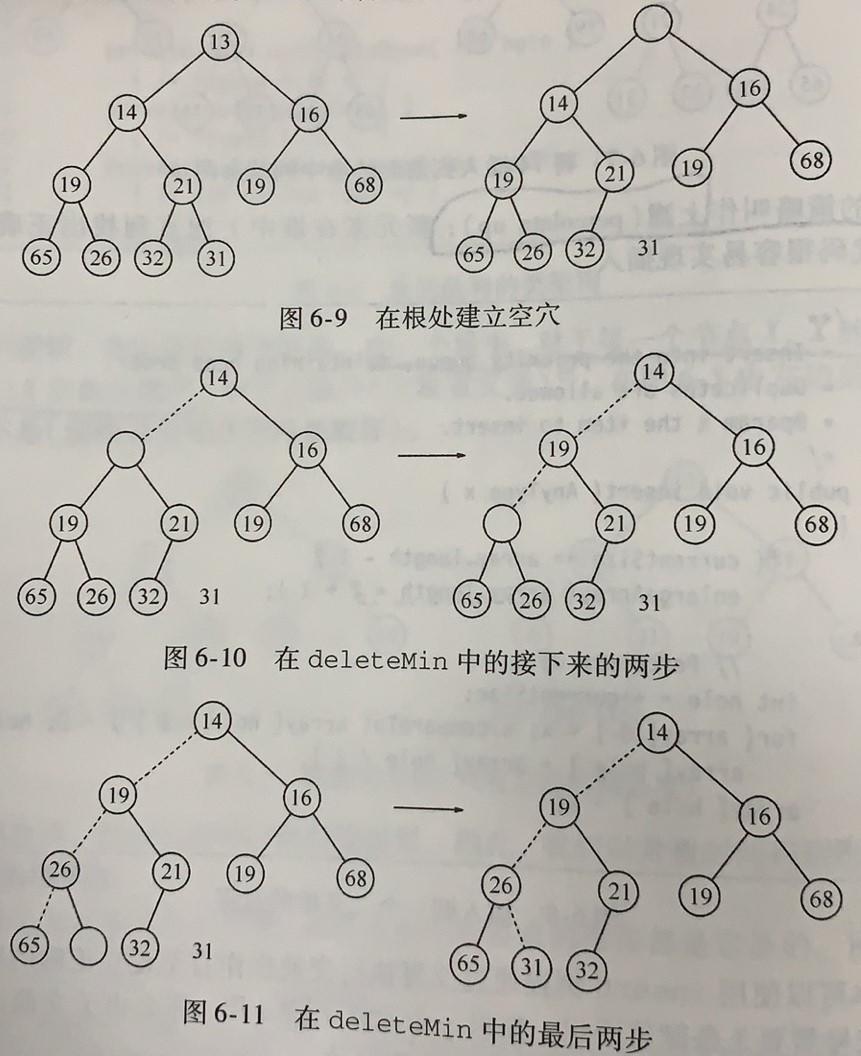 13
14 16 14 16
19 21 19 68 19 21 19 68
65 26 32 31 65 26 32 31
图 6-9 在根处建立空穴
14 14
16 19 16
19 21 19 68 21 19 68
65 26 32 31 65 26 32 31
图 6-10 在 deleteMin 中的接下来的两步
14 14
19 16 19 16
26 21 19 68 26 21 19 68
65 32 31 65 31 32
图 6-11 在 deleteMin 中的最后两步